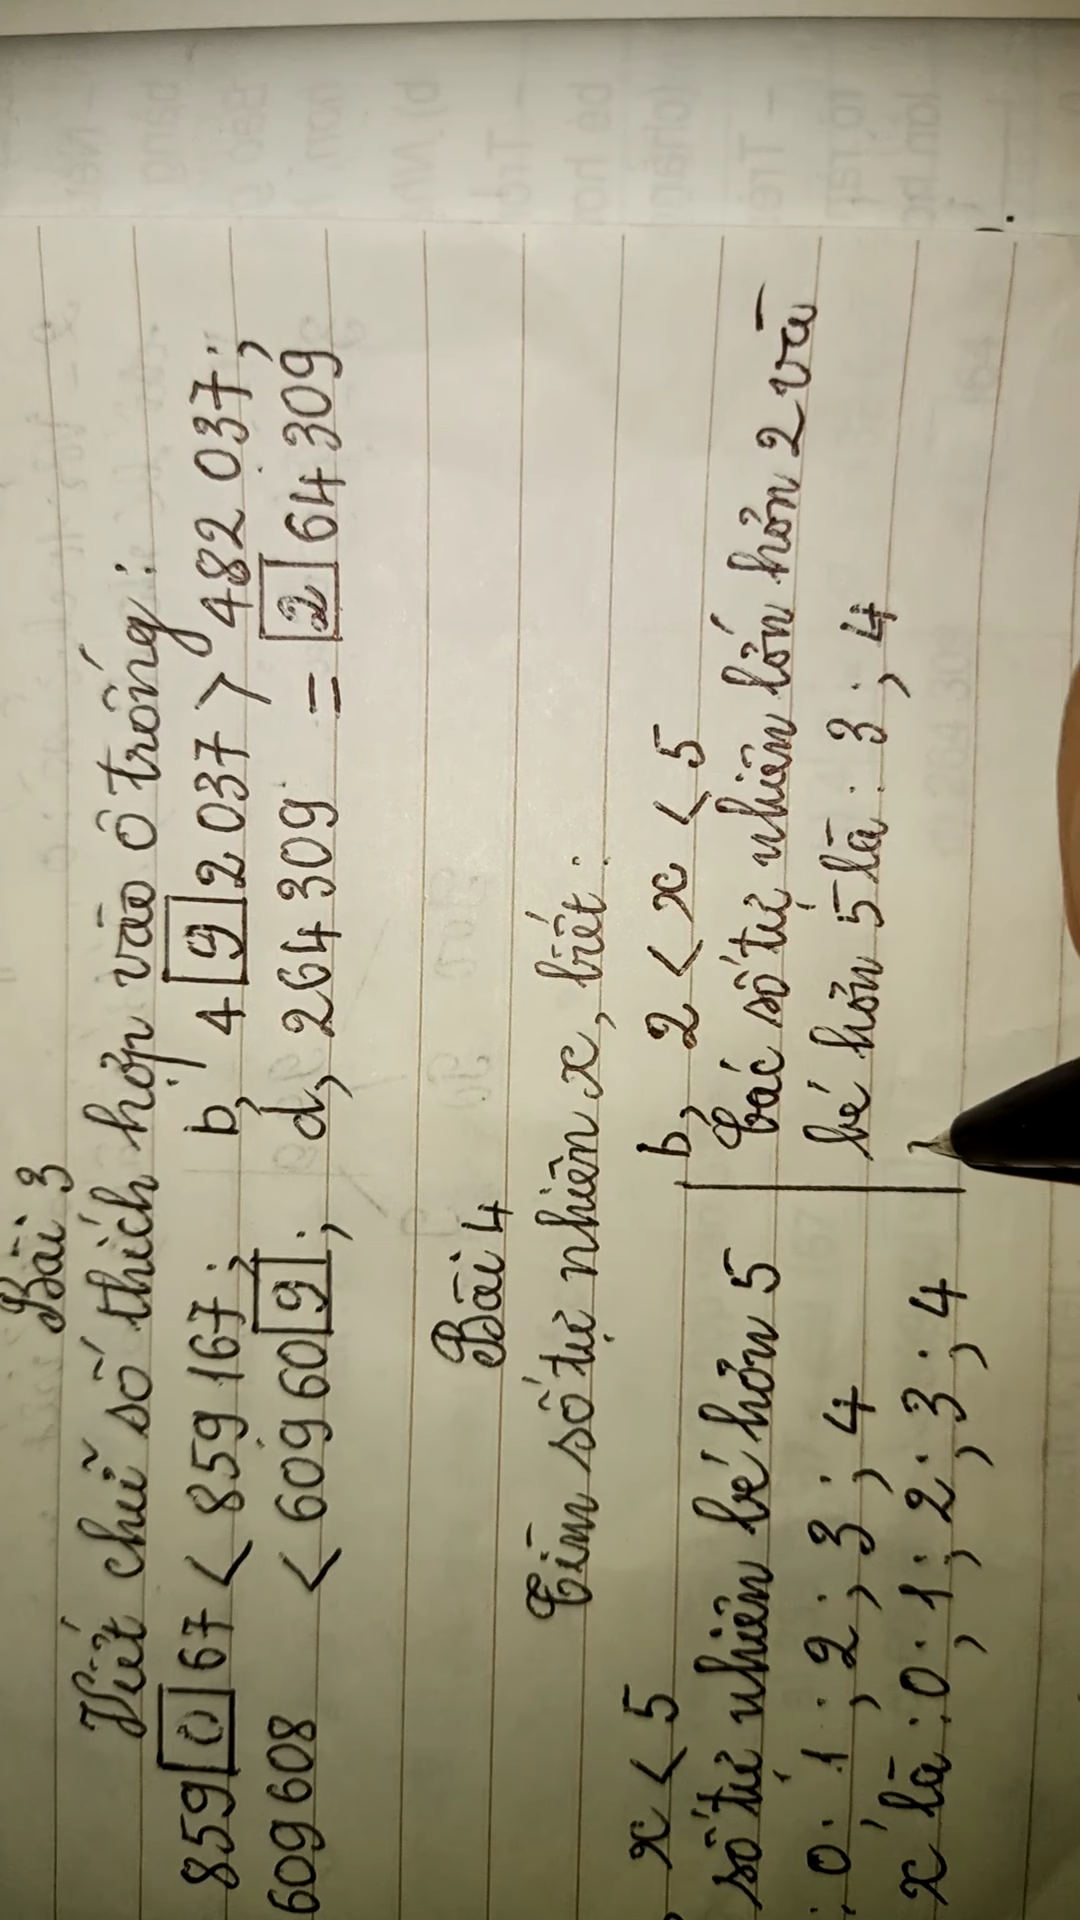 Bài 3
Viết chữ số thích hợp vào ô trống:
859 0 67 < 859 167; b, 4 9 2 037 > 482 037;
609 608 < 609 60 9; d, 264 309 = 2 64 309
Bài 4
Tìm số tự nhiên x, biết:
x < 5
số tự nhiên bé hơn 5
: 0; 1; 2; 3; 4
x là: 0; 1; 2; 3; 4
b, 2 < x < 5
Các số tự nhiên lớn hơn 2 và
bé hơn 5 là: 3; 4